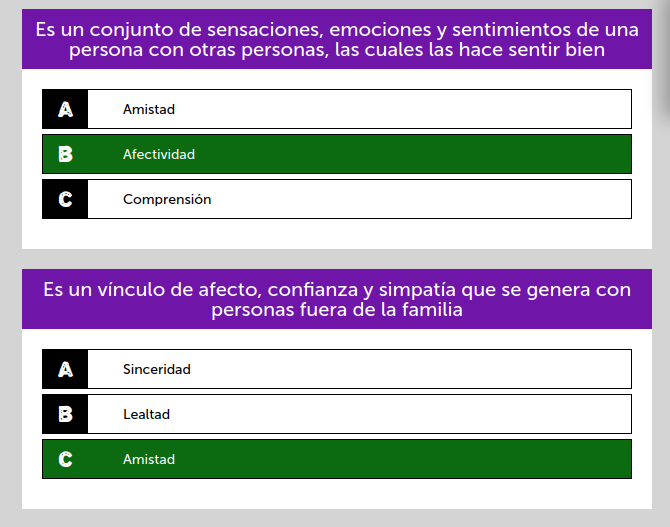 Es un conjunto de sensaciones, emociones y sentimientos de una
persona con otras personas, las cuales las hace sentir bien
A Amistad
B Afectividad
C Comprensión
Es un vínculo de afecto, confianza y simpatía que se genera con
personas fuera de la familia
A Sinceridad
B Lealtad
C Amistad